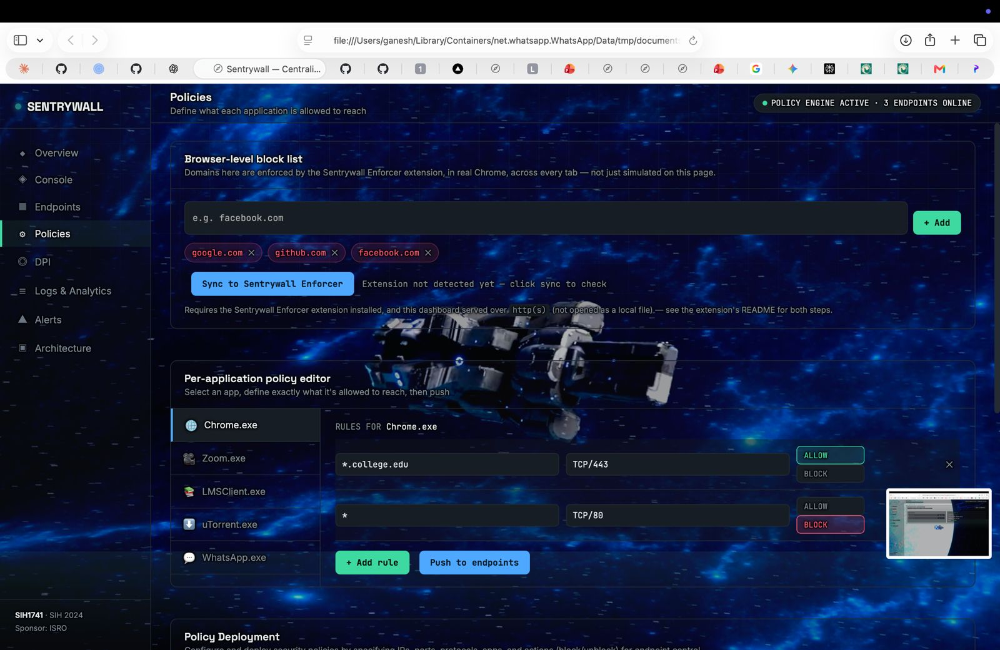 file:///Users/ganesh/Library/Containers/net.whatsapp.WhatsApp/Data/tmp/document
Sentrywall — Centrali...
1
L
SENTRYWALL
Policies
Define what each application is allowed to reach
POLICY ENGINE ACTIVE · 3 ENDPOINTS ONLINE
Overview
Console
Endpoints
Policies
DPI
Logs & Analytics
Alerts
Architecture
SIH1741 · SIH 2024
Sponsor: ISRO
Browser-level block list
Domains here are enforced by the Sentrywall Enforcer extension, in real Chrome, across every tab — not just simulated on this page.
e.g. facebook.com
+ Add
google.com ×
github.com ×
facebook.com ×
Sync to Sentrywall Enforcer
Extension not detected yet — click sync to check
Requires the Sentrywall Enforcer extension installed, and this dashboard served over http(s) (not opened as a local file) — see the extension's README for both steps.
Per-application policy editor
Select an app, define exactly what it's allowed to reach, then push
Chrome.exe
Zoom.exe
LMSClient.exe
uTorrent.exe
WhatsApp.exe
RULES FOR Chrome.exe
*.college.edu
TCP/443
ALLOW
BLOCK
×
*
TCP/80
ALLOW
BLOCK
+ Add rule
Push to endpoints
Policy Deployment
Configure and deploy security policies by specifying IPs, ports, protocols, apps, and actions (block/unblock) for endpoint control